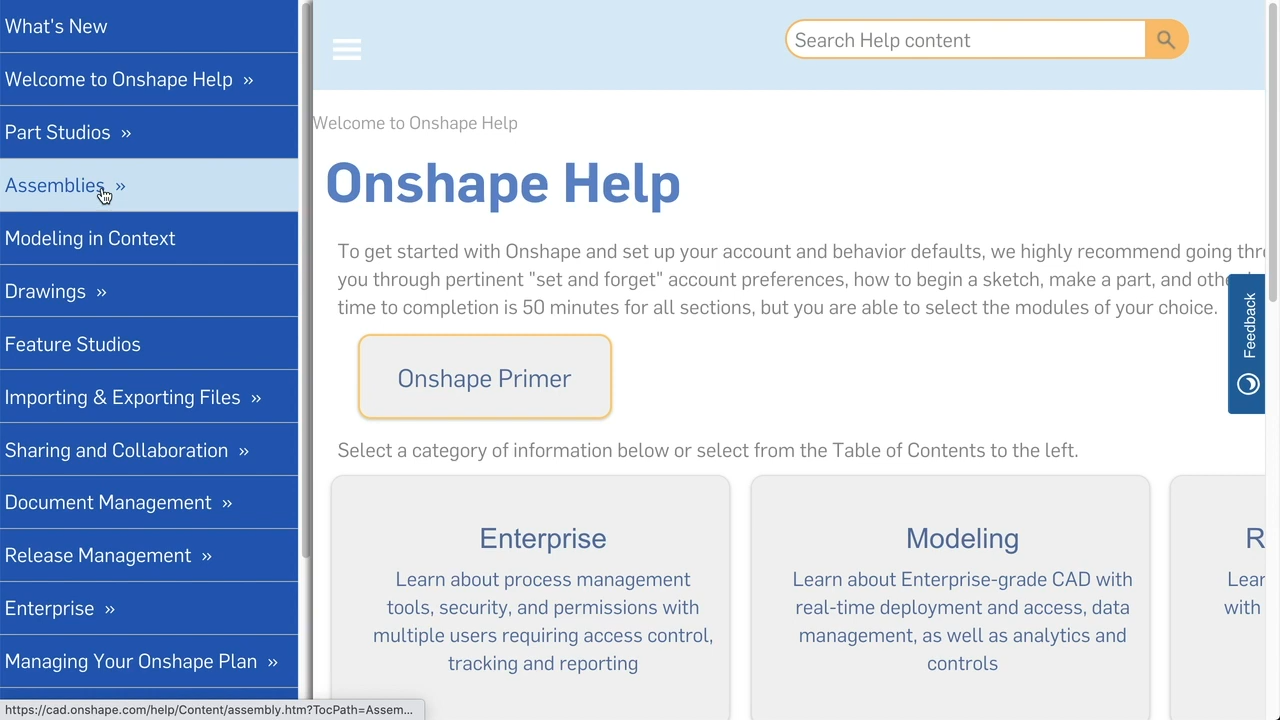 What's New
Welcome to Onshape Help »
Part Studios »
Assemblies »
Modeling in Context
Drawings »
Feature Studios
Importing & Exporting Files »
Sharing and Collaboration »
Document Management »
Release Management »
Enterprise »
Managing Your Onshape Plan »
https://cad.onshape.com/help/Content/assembly.htm?TocPath=Assem...
Search Help content
Welcome to Onshape Help
Onshape Help
To get started with Onshape and set up your account and behavior defaults, we highly recommend going thro
you through pertinent "set and forget" account preferences, how to begin a sketch, make a part, and othe
time to completion is 50 minutes for all sections, but you are able to select the modules of your choice.
Feedback
Onshape Primer
Select a category of information below or select from the Table of Contents to the left.
Enterprise
Learn about process management
tools, security, and permissions with
multiple users requiring access control,
tracking and reporting
Modeling
Learn about Enterprise-grade CAD with
real-time deployment and access, data
management, as well as analytics and
controls
R
Lear
with